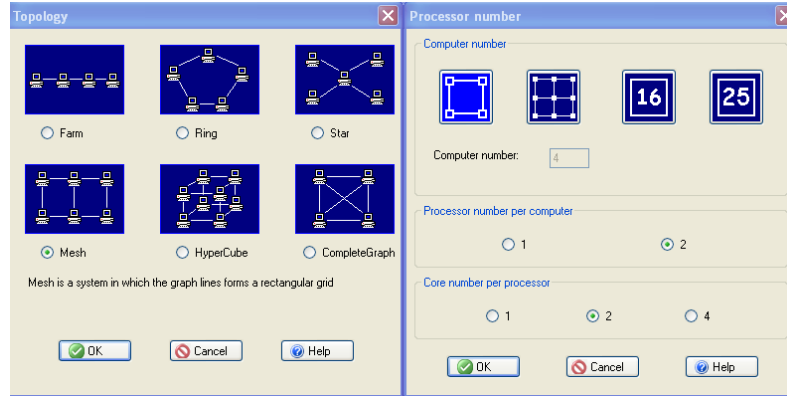 Topology
Farm
Ring
Star
Mesh
HyperCube
CompleteGraph
Mesh is a system in which the graph lines forms a rectangular grid
OK
Cancel
Help
Processor number
Computer number
16
25
Computer number:
4
Processor number per computer
1
2
Core number per processor
1
2
4
OK
Cancel
Help